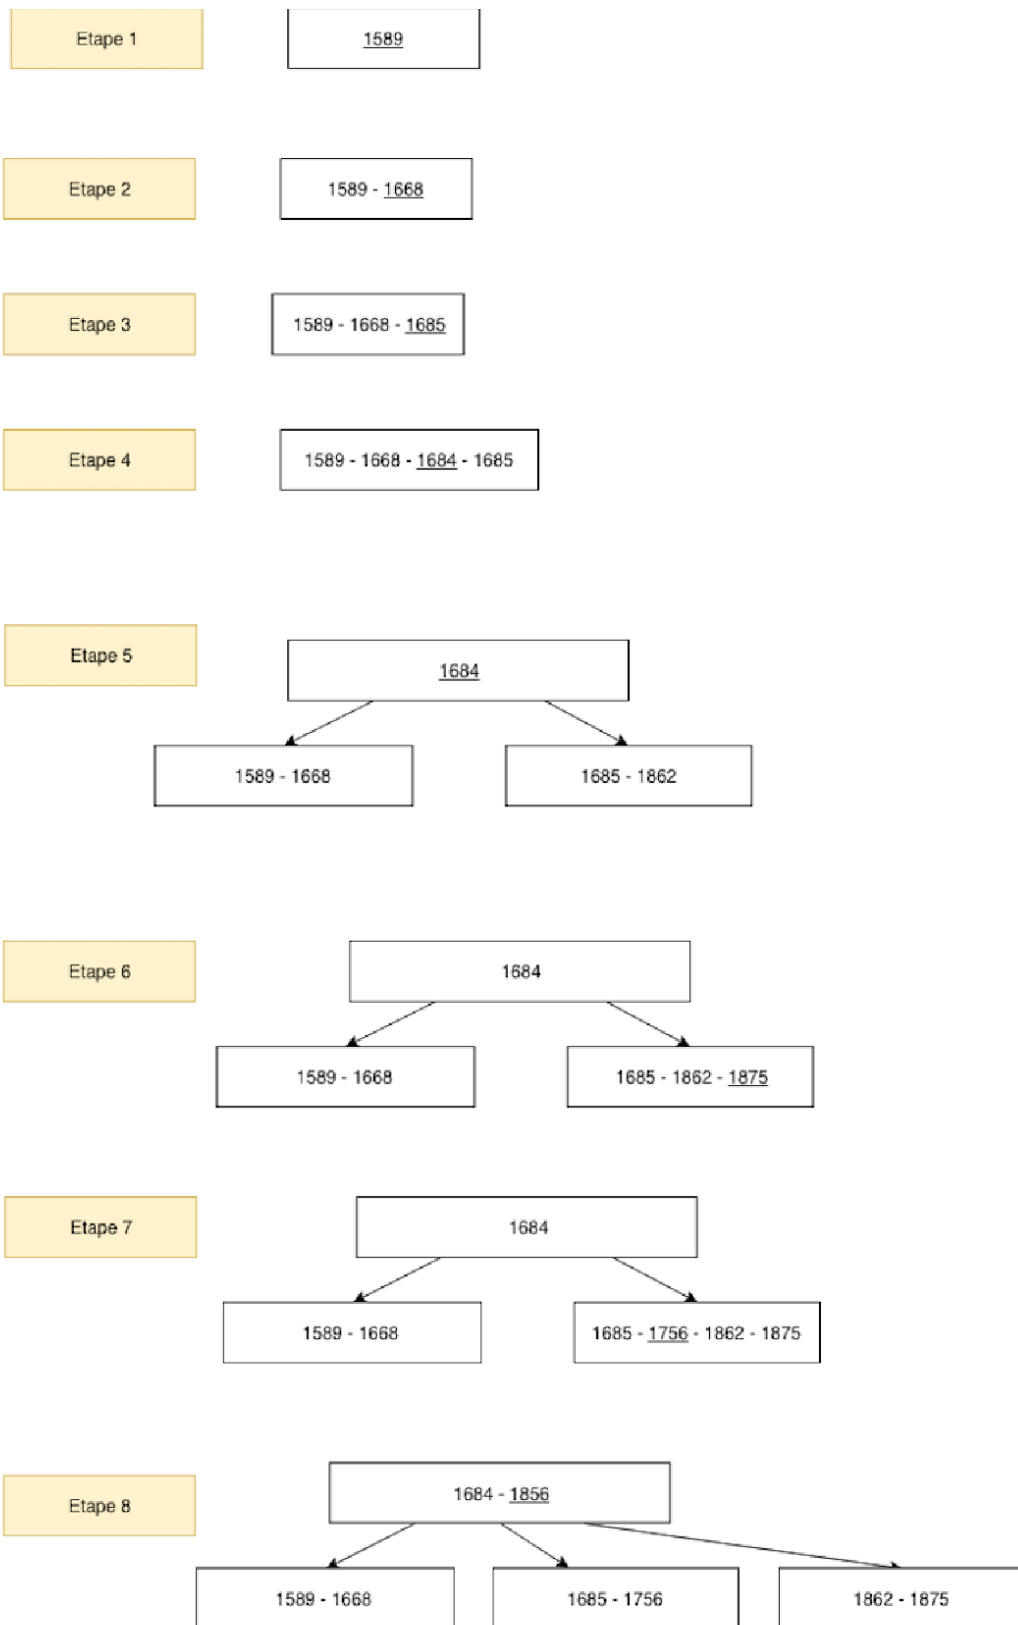 Etape 1
1589
Etape 2
1589 - 1668
Etape 3
1589 - 1668 - 1685
Etape 4
1589 - 1668 - 1684 - 1685
Etape 5
1684
1589 - 1668
1685 - 1862
Etape 6
1684
1589 - 1668
1685 - 1862 - 1875
Etape 7
1684
1589 - 1668
1685 - 1756 - 1862 - 1875
Etape 8
1684 - 1856
1589 - 1668
1685 - 1756
1862 - 1875